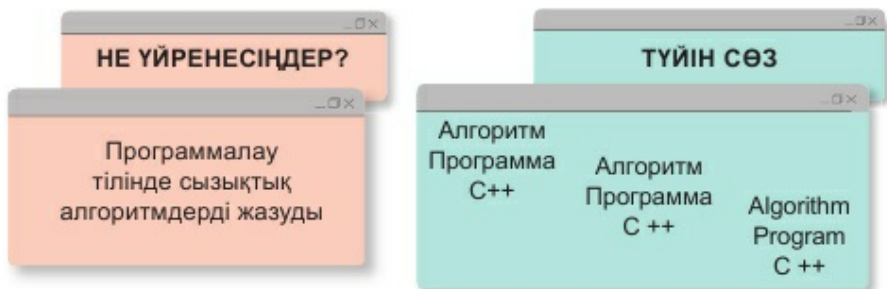 НЕ ҮЙРЕНЕСІҢДЕР?
Программалау
тілінде сызықтық
алгоритмдерді жазуды
ТҮЙІН СӨЗ
Алгоритм
Программа
C++
Алгоритм
Программа
C ++
Algorithm
Program
C ++